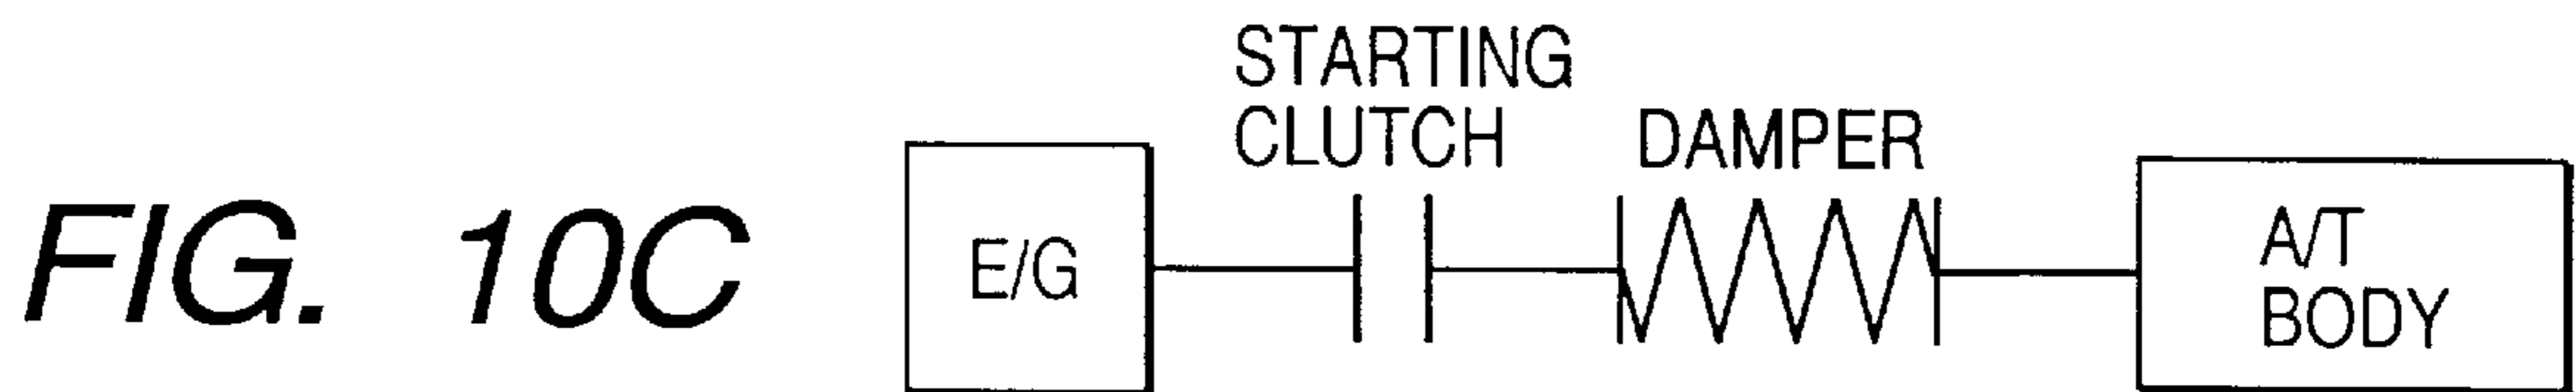 FIG. 10C
E/G
STARTING
CLUTCH
DAMPER
A/T
BODY